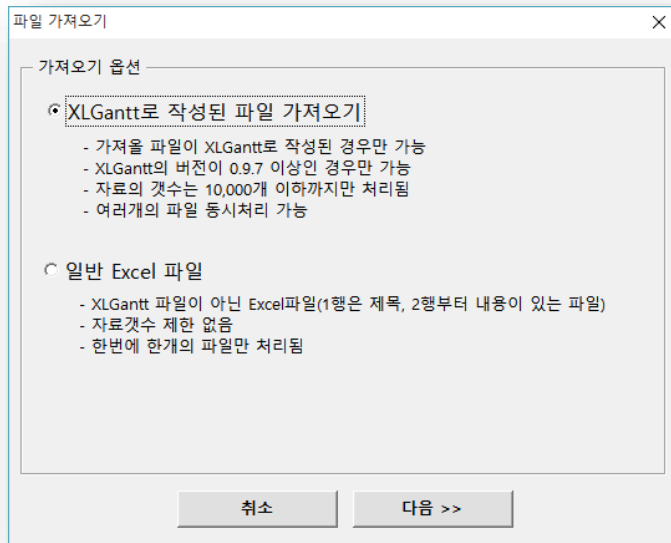 파일 가져오기
가져오기 옵션
XLGantt로 작성된 파일 가져오기
- 가져올 파일이 XLGantt로 작성된 경우만 가능
- XLGantt의 버전이 0.9.7 이상인 경우만 가능
- 자료의 갯수는 10,000개 이하까지만 처리됨
- 여러개의 파일 동시처리 가능
일반 Excel 파일
- XLGantt 파일이 아닌 Excel파일(1행은 제목, 2행부터 내용이 있는 파일)
- 자료갯수 제한 없음
- 한번에 한개의 파일만 처리됨
취소
다음 >>